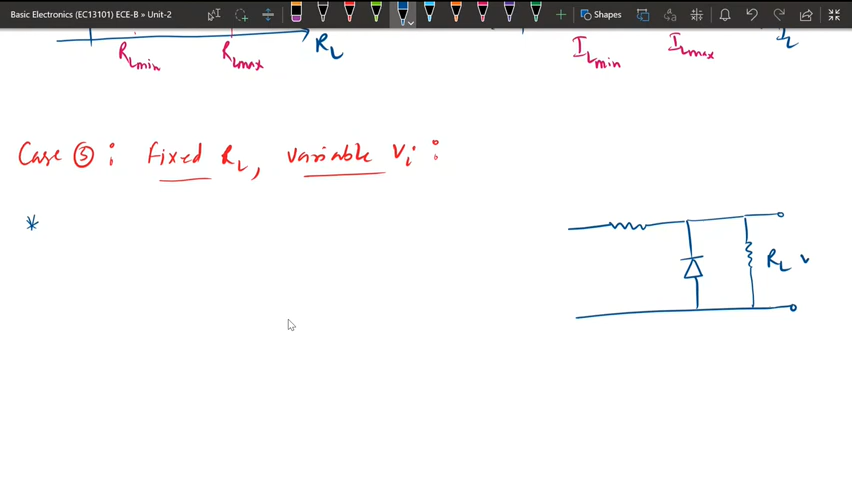 Basic Electronics (EC13101) ECE-B » Unit-2
Shapes
RLmin RLmax RL
ILmin ILmax IL
Case ③: Fixed RL, Variable Vi:
*
RL v